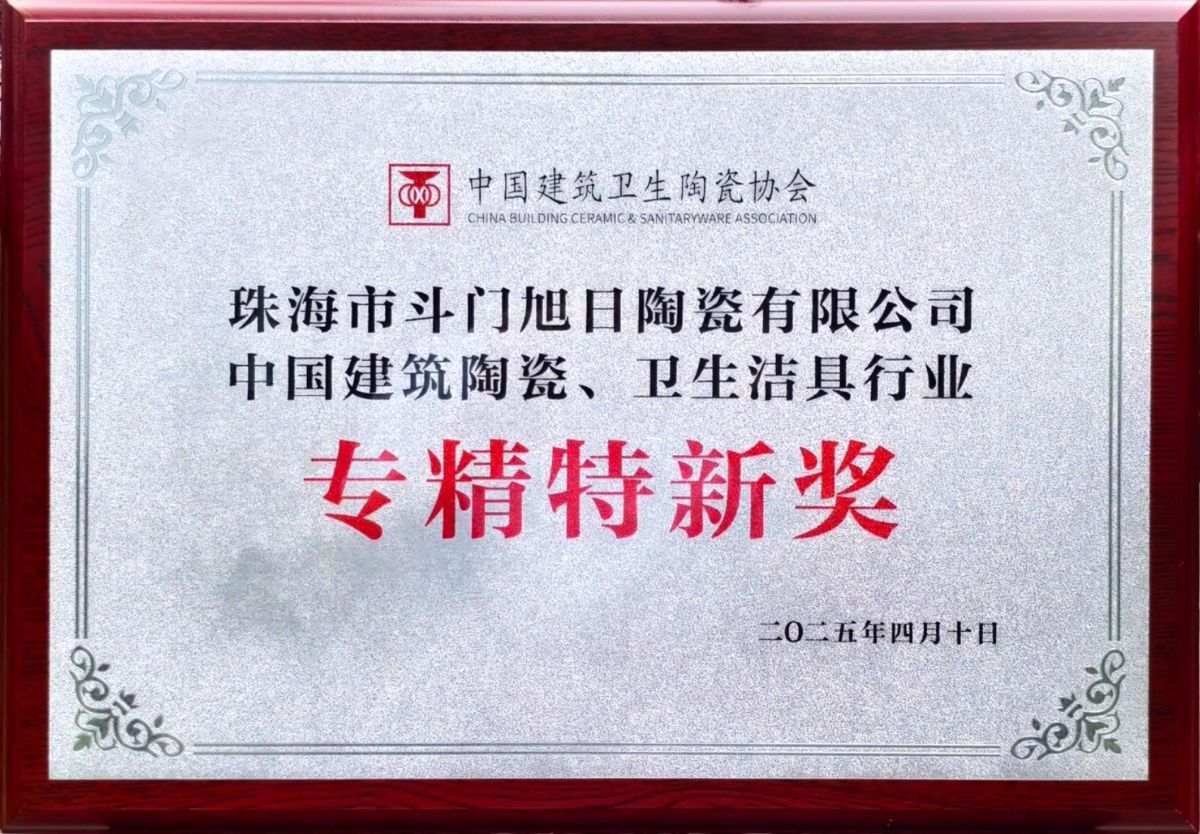 中国建筑卫生陶瓷协会
CHINA BUILDING CERAMIC & SANITARYWARE ASSOCIATION
珠海市斗门旭日陶瓷有限公司
中国建筑陶瓷、卫生洁具行业
专精特新奖
二〇二五年四月十日